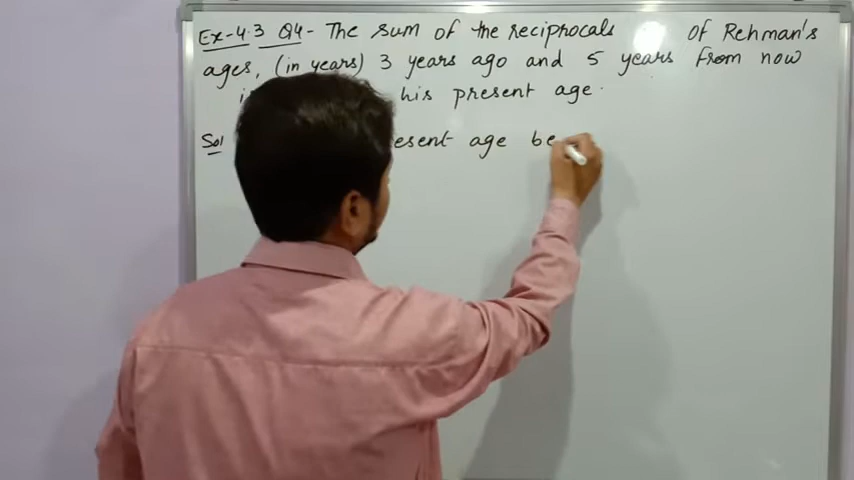 Ex-4.3 Q4- The sum of the reciprocals of Rehman's
ages, (in years) 3 years ago and 5 years from now
his present age.
Sol present age be